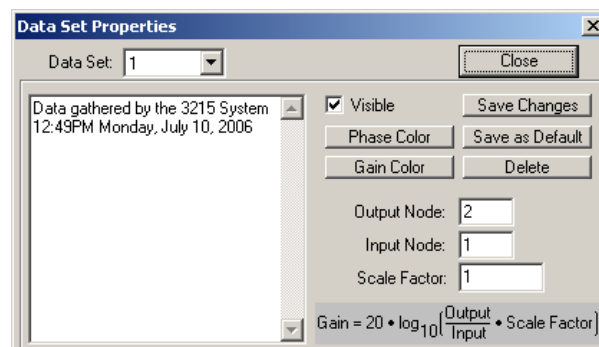 Data Set Properties
Data Set: 1
Close
Data gathered by the 3215 System
12:49PM Monday, July 10, 2006
Visible
Save Changes
Phase Color
Save as Default
Gain Color
Delete
Output Node: 2
Input Node: 1
Scale Factor: 1
Gain = 20 • log10(Output/Input • Scale Factor)